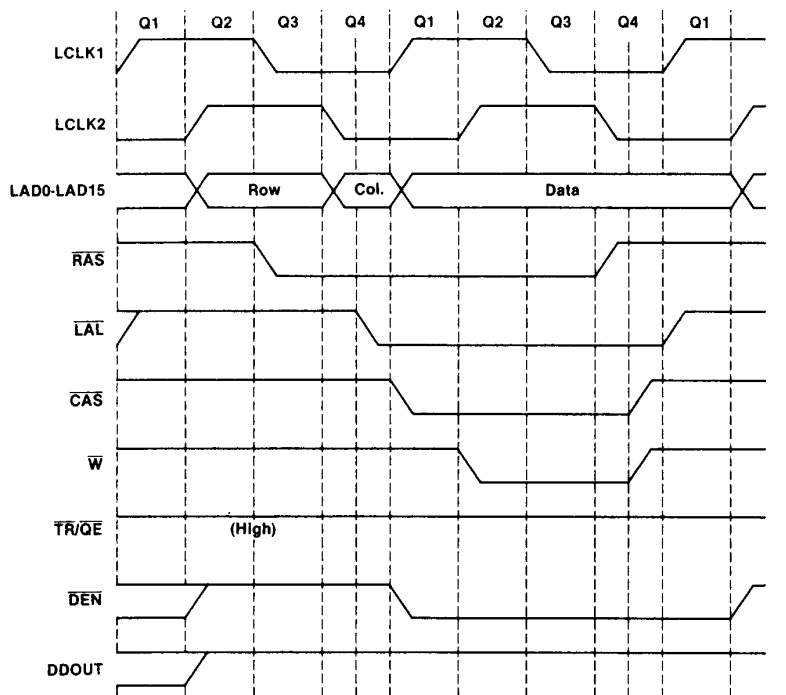 Q1 Q2 Q3 Q4 Q1 Q2 Q3 Q4 Q1
LCLK1
LCLK2
LAD0-LAD15 Row Col. Data
RAS
LAL
CAS
W
TR/QE (High)
DEN
DDOUT